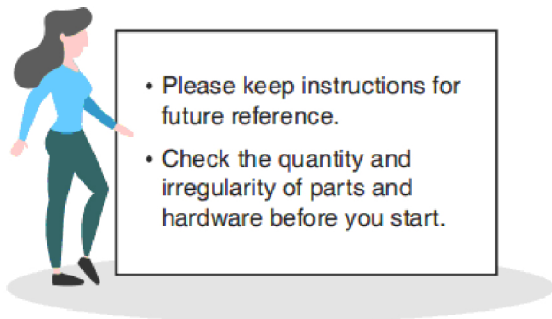 • Please keep instructions for
future reference.
• Check the quantity and
irregularity of parts and
hardware before you start.